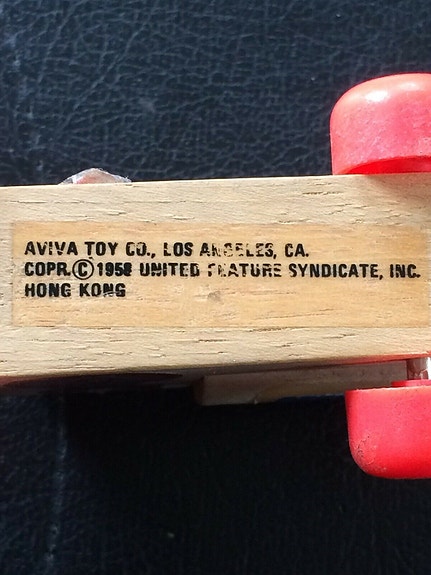 AVIVA TOY CO., LOS ANGELES, CA.
COPR.©1958 UNITED FEATURE SYNDICATE, INC.
HONG KONG